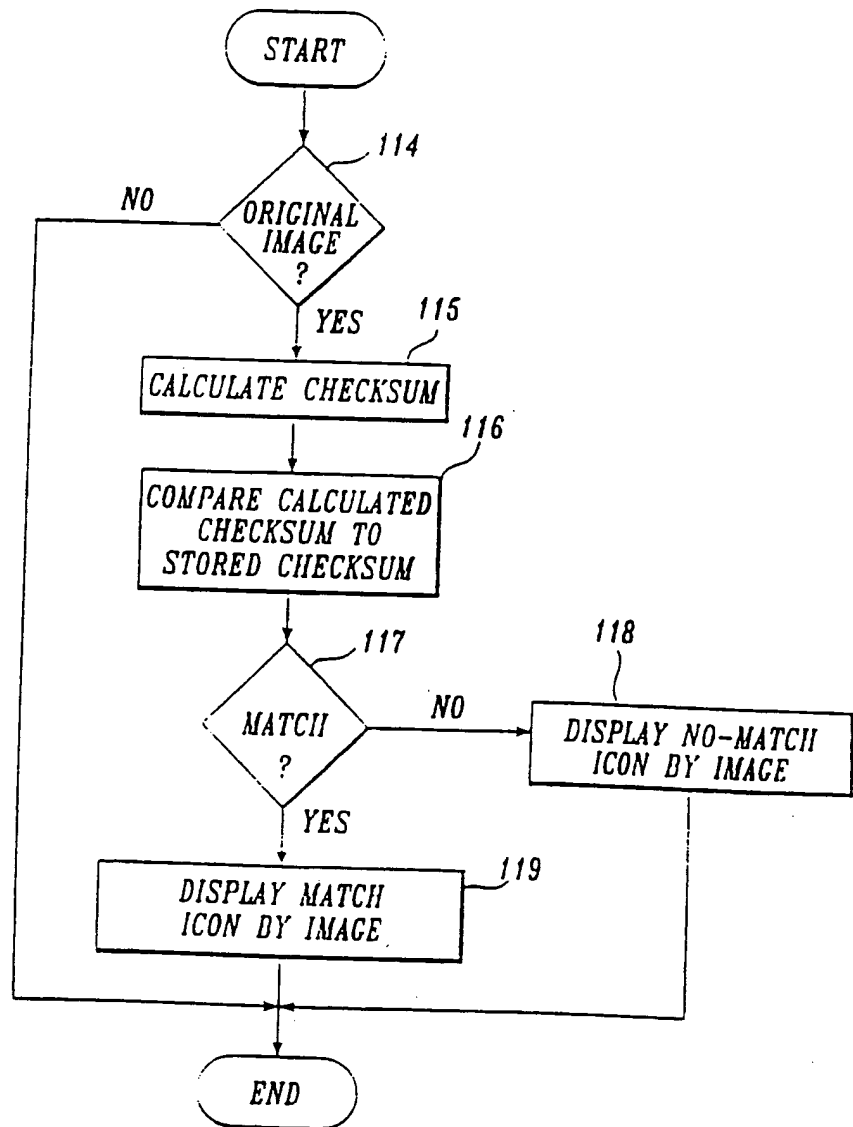 START
114
NO
ORIGINAL
IMAGE
?
YES
115
CALCULATE CHECKSUM
116
COMPARE CALCULATED
CHECKSUM TO
STORED CHECKSUM
117
118
MATCH
?
NO
DISPLAY NO-MATCH
ICON BY IMAGE
YES
119
DISPLAY MATCH
ICON BY IMAGE
END